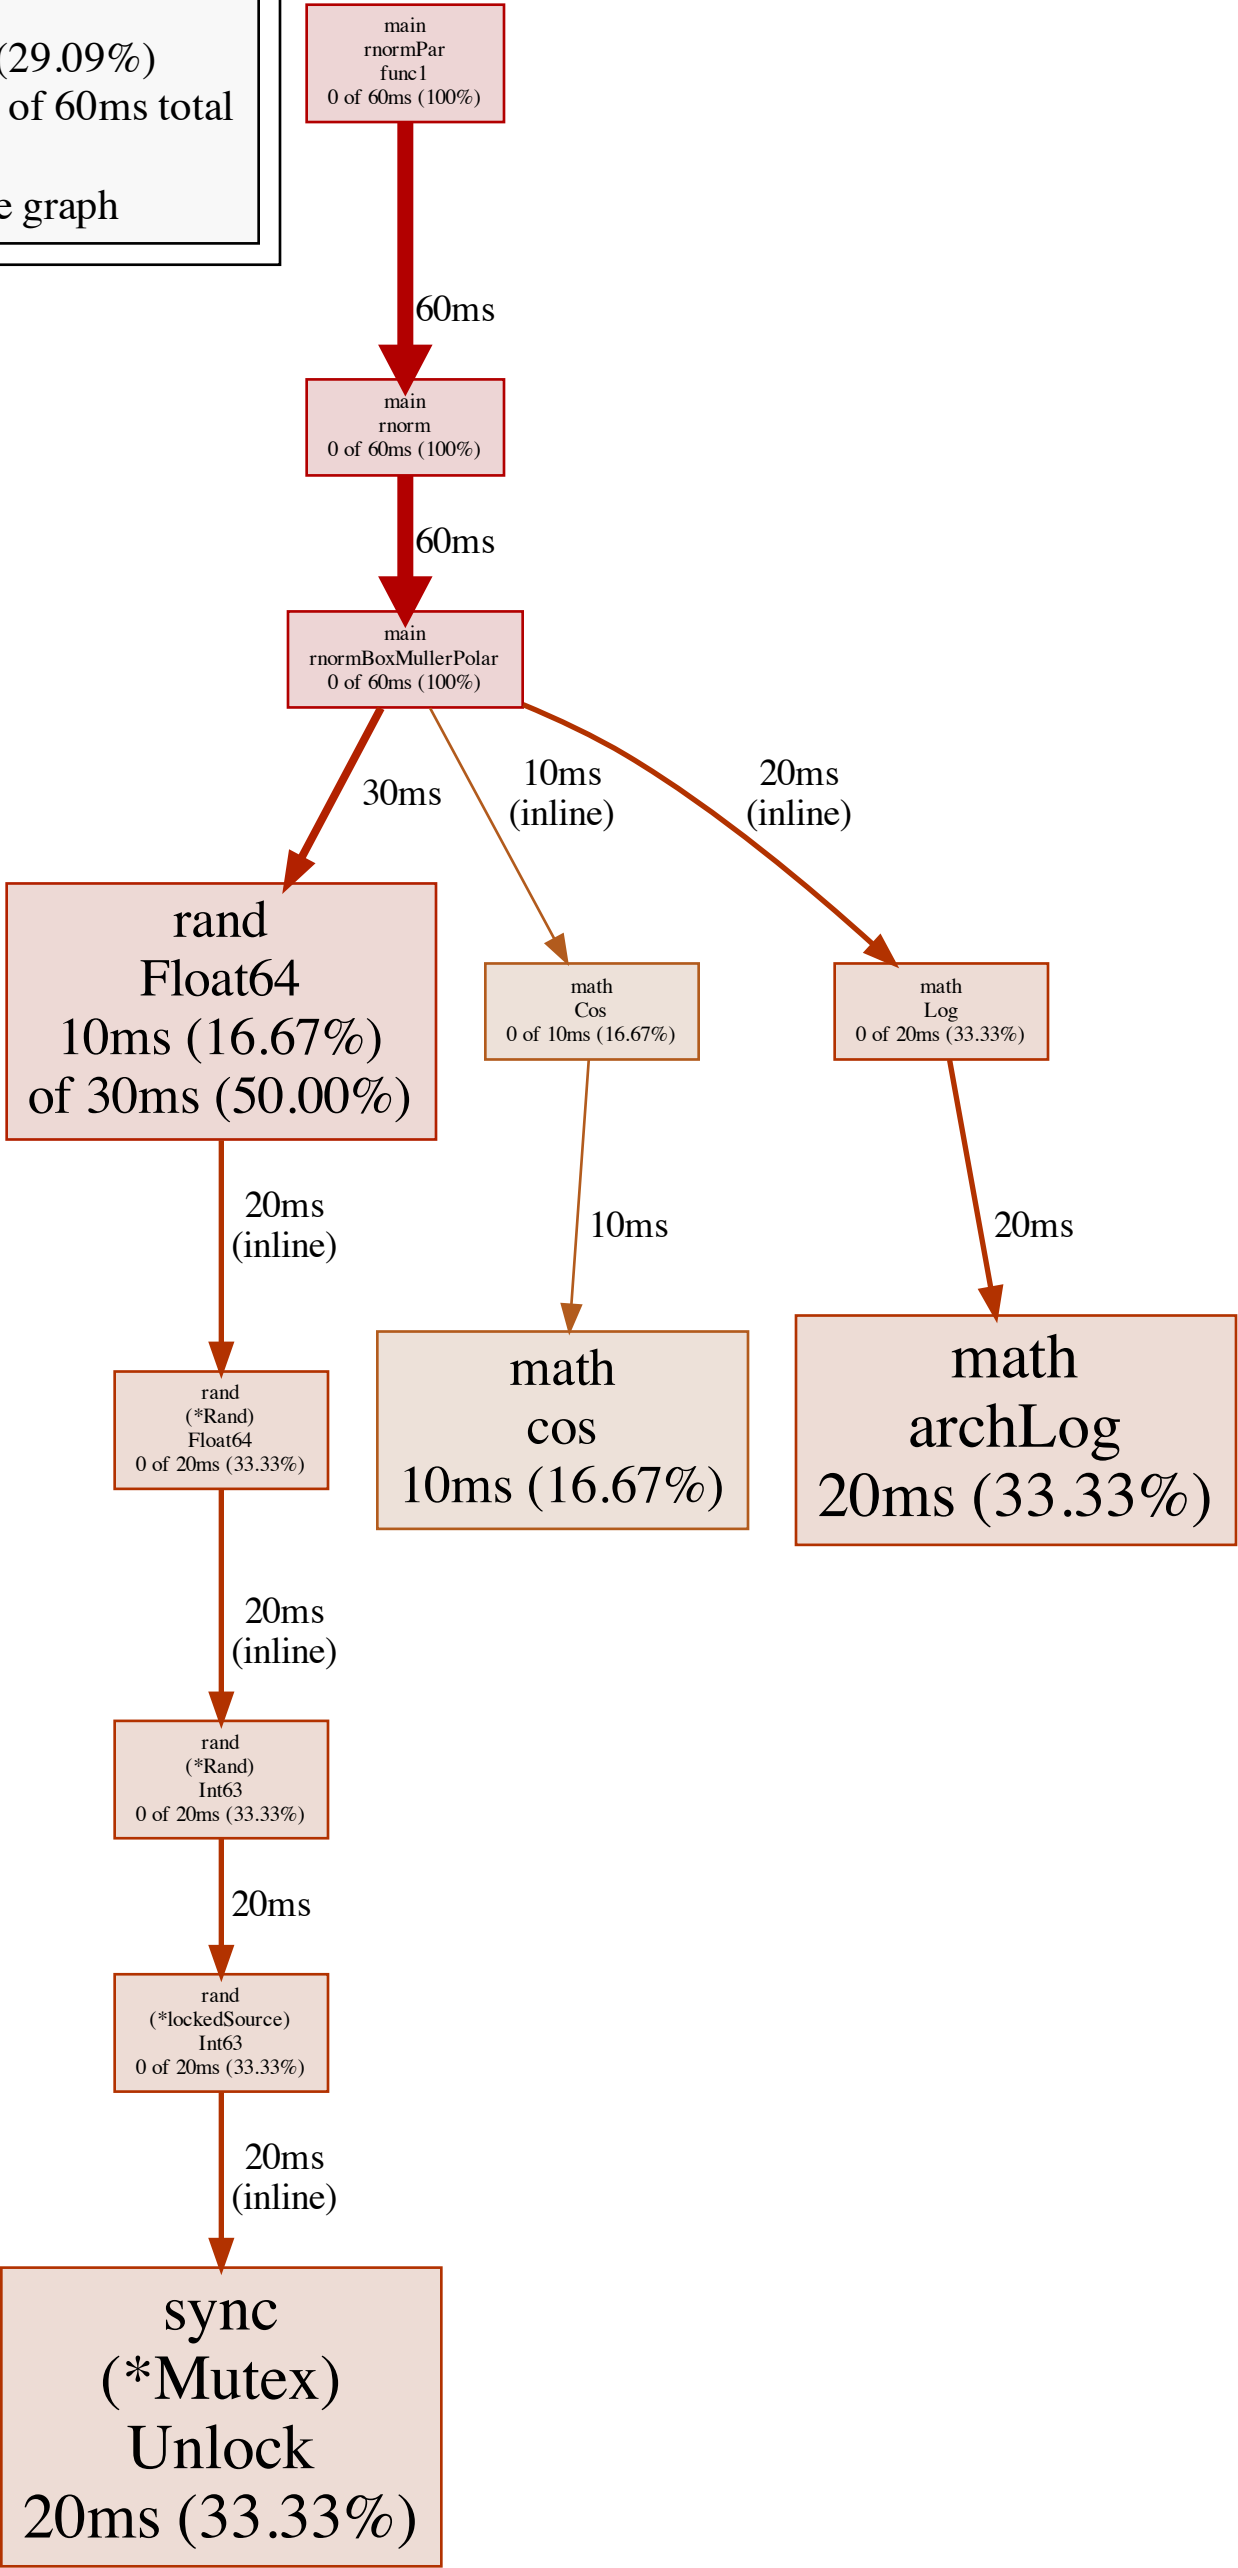 (29.09%)
of 60ms total
e graph
main
rnormPar
func1
0 of 60ms (100%)
60ms
main
rnorm
0 of 60ms (100%)
60ms
main
rnormBoxMullerPolar
0 of 60ms (100%)
30ms
10ms
(inline)
20ms
(inline)
rand
Float64
10ms (16.67%)
of 30ms (50.00%)
math
Cos
0 of 10ms (16.67%)
math
Log
0 of 20ms (33.33%)
20ms
(inline)
10ms
20ms
rand
(*Rand)
Float64
0 of 20ms (33.33%)
math
cos
10ms (16.67%)
math
archLog
20ms (33.33%)
20ms
(inline)
rand
(*Rand)
Int63
0 of 20ms (33.33%)
20ms
rand
(*lockedSource)
Int63
0 of 20ms (33.33%)
20ms
(inline)
sync
(*Mutex)
Unlock
20ms (33.33%)